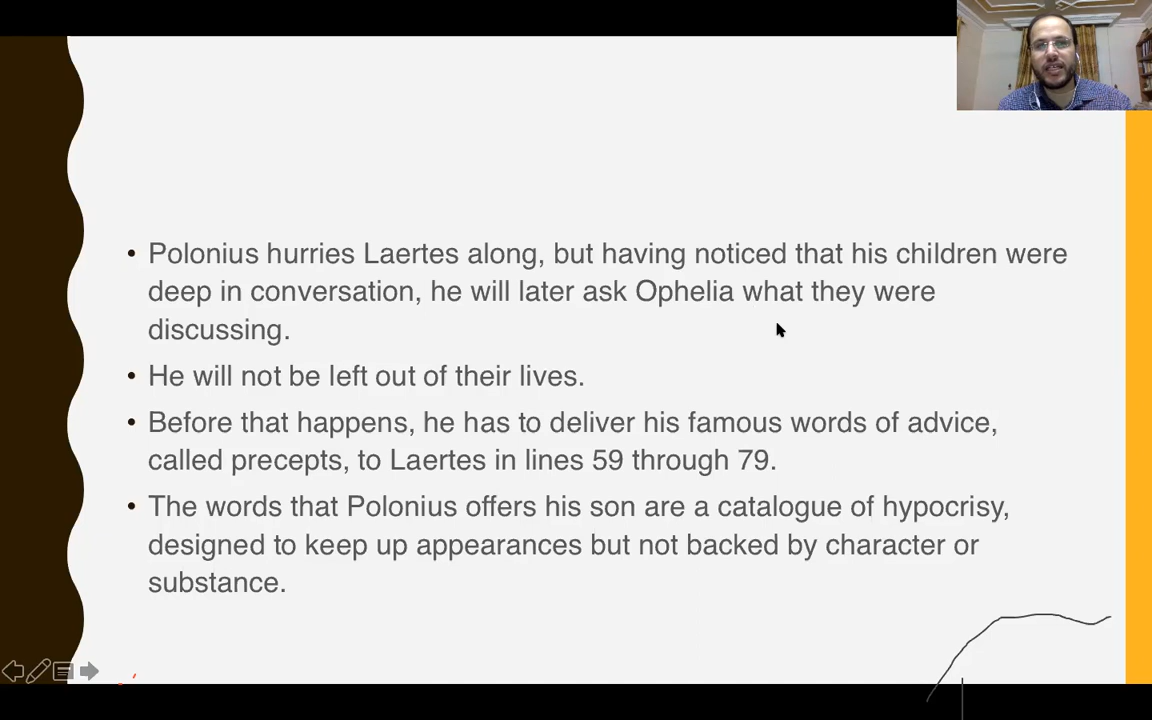 • Polonius hurries Laertes along, but having noticed that his children were
deep in conversation, he will later ask Ophelia what they were
discussing.
• He will not be left out of their lives.
• Before that happens, he has to deliver his famous words of advice,
called precepts, to Laertes in lines 59 through 79.
• The words that Polonius offers his son are a catalogue of hypocrisy,
designed to keep up appearances but not backed by character or
substance.